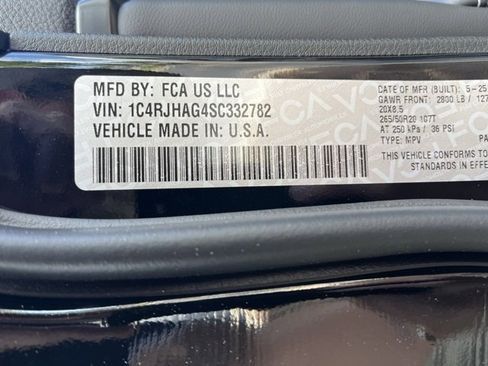 MFD BY: FCA US LLC
VIN: 1C4RJHAG4SC332782
VEHICLE MADE IN: U.S.A.
DATE OF MFR (BUILT): 5-25
GAWR FRONT: 2800 LB / 127
20X8.5
265/50R20 107T
AT 250 kPa / 36 PSI
TYPE: MPV PA
THIS VEHICLE CONFORMS TO
STANDARDS IN EFFE